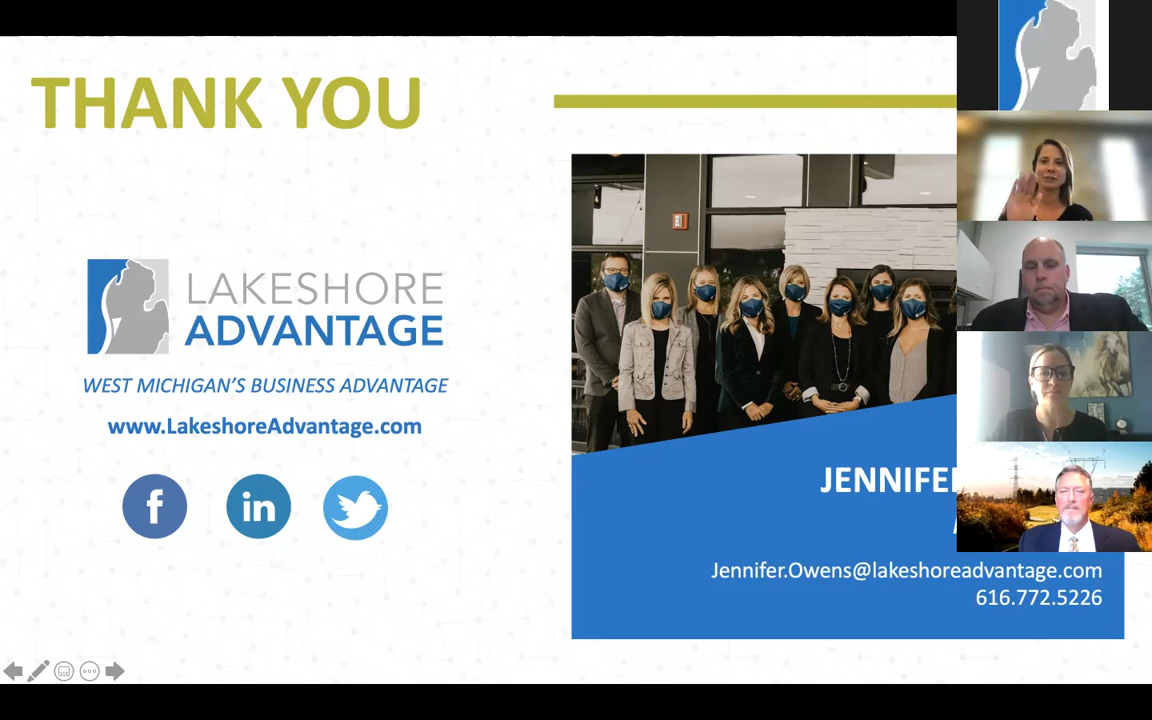 THANK YOU
LAKESHORE
ADVANTAGE
WEST MICHIGAN'S BUSINESS ADVANTAGE
www.LakeshoreAdvantage.com
f in
JENNIFE
Jennifer.Owens@lakeshoreadvantage.com
616.772.5226